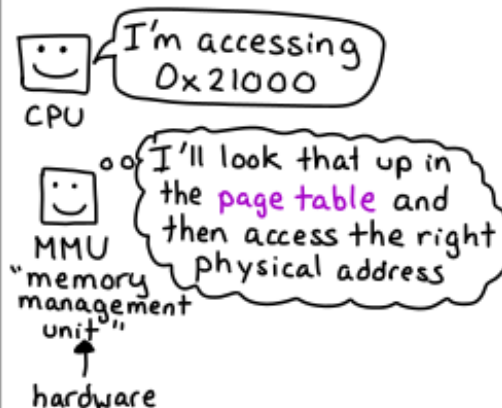 I'm accessing
0x21000
CPU
I'll look that up in
the page table and
then access the right
physical address
MMU
"memory
management
unit"
hardware